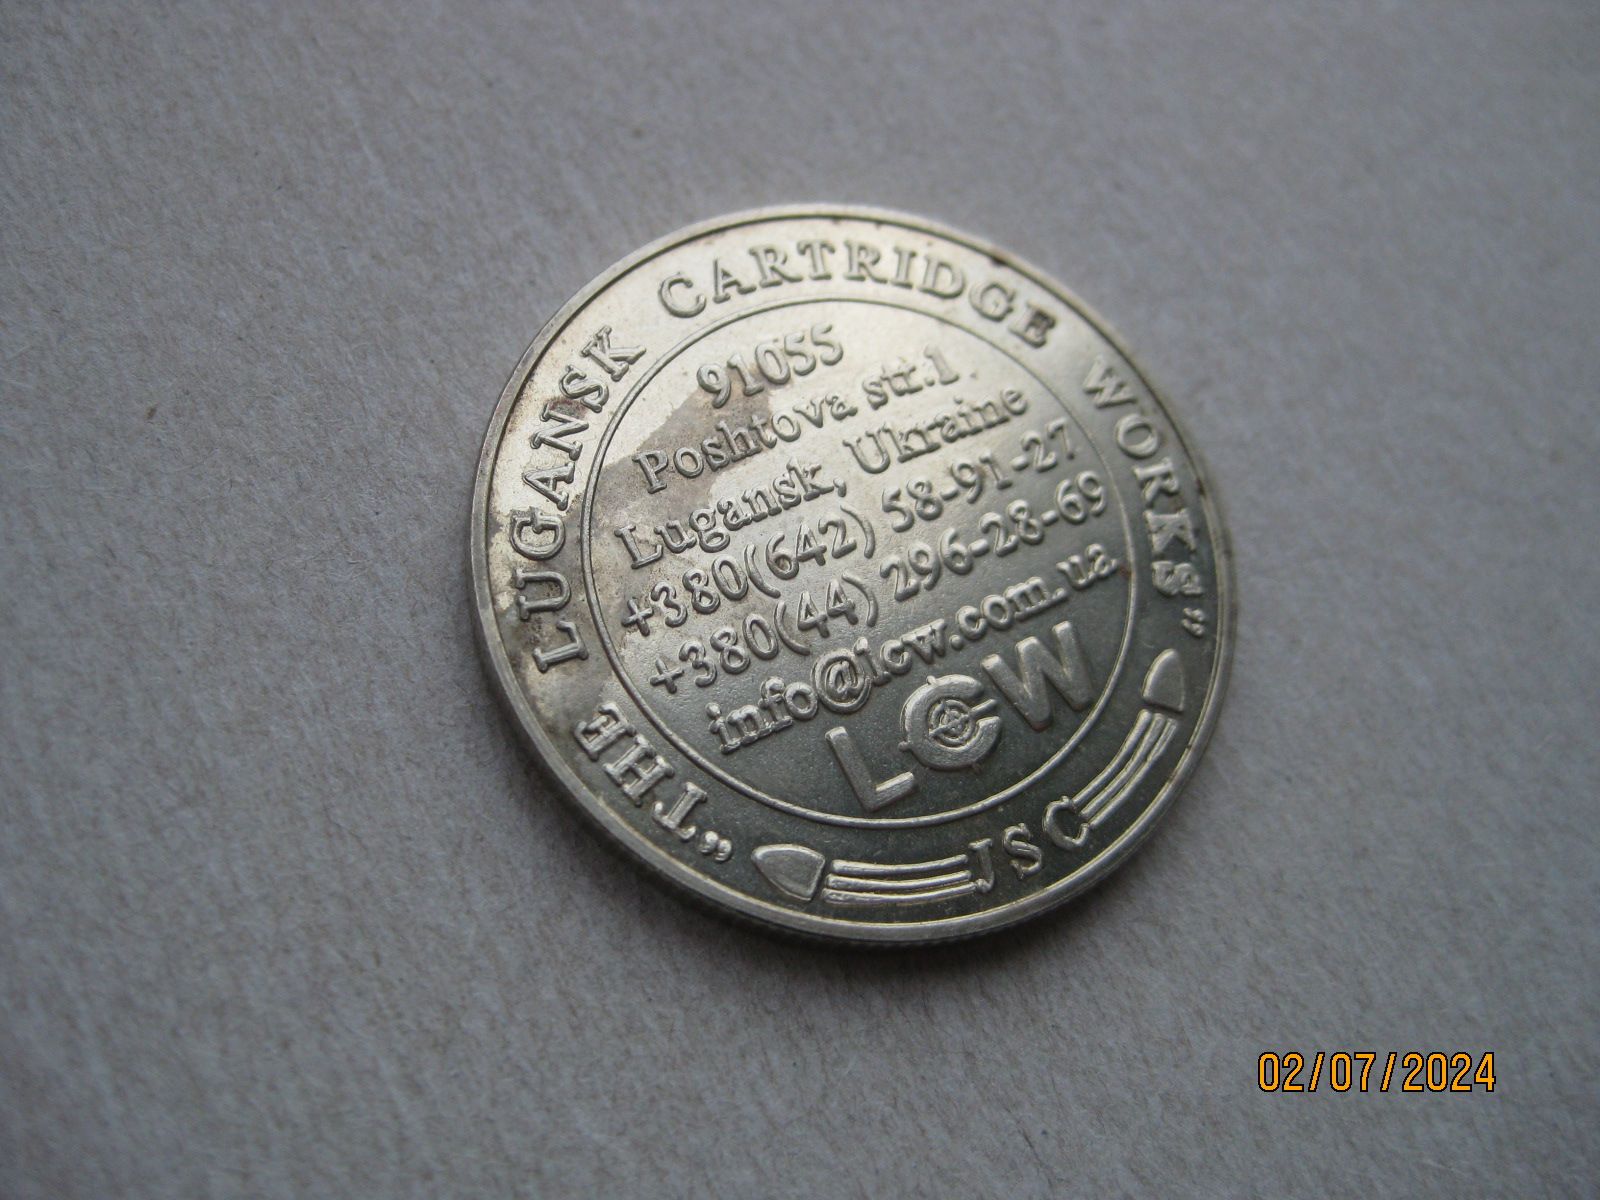 "THE LUGANSK CARTRIDGE WORKS"
91055
Poshtova str.1
Lugansk, Ukraine
+380(642) 58-91-27
+380(44) 296-28-69
info@lcw.com.ua
LCW
JSC
02/07/2024